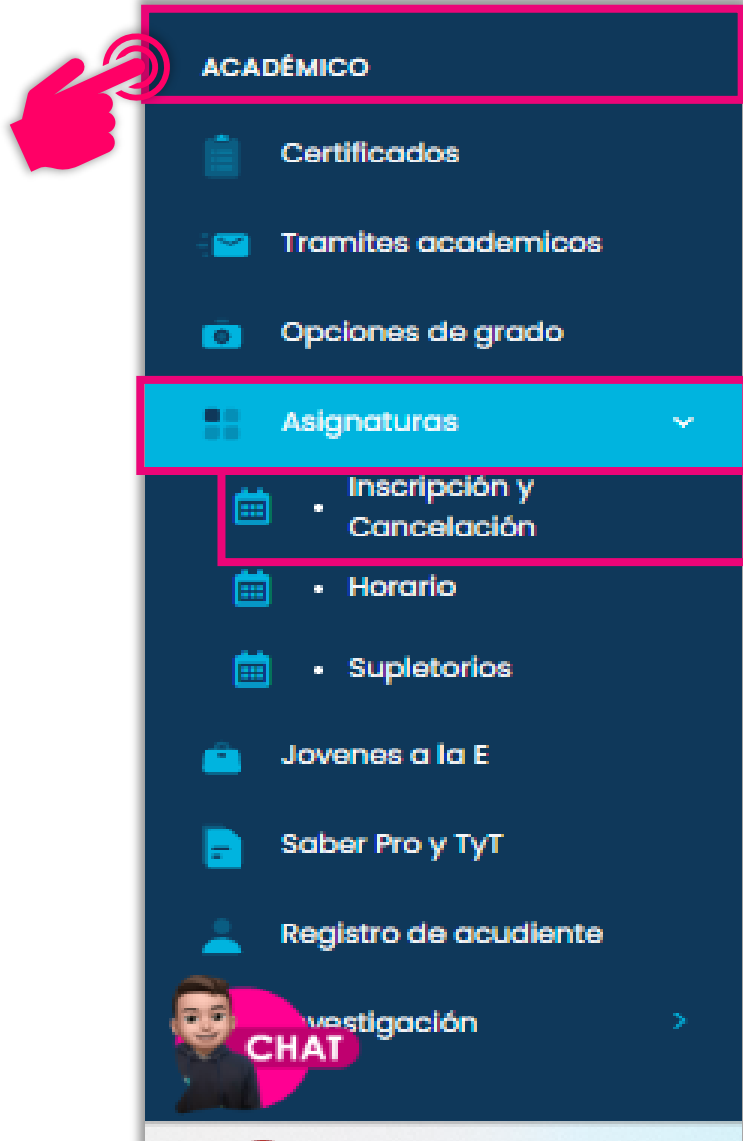 ACADÉMICO
Certificados
Tramites academicos
Opciones de grado
Asignaturas
• Inscripción y
Cancelación
• Horario
• Supletorios
Jovenes a la E
Saber Pro y TyT
Registro de acudiente
vestigación
CHAT